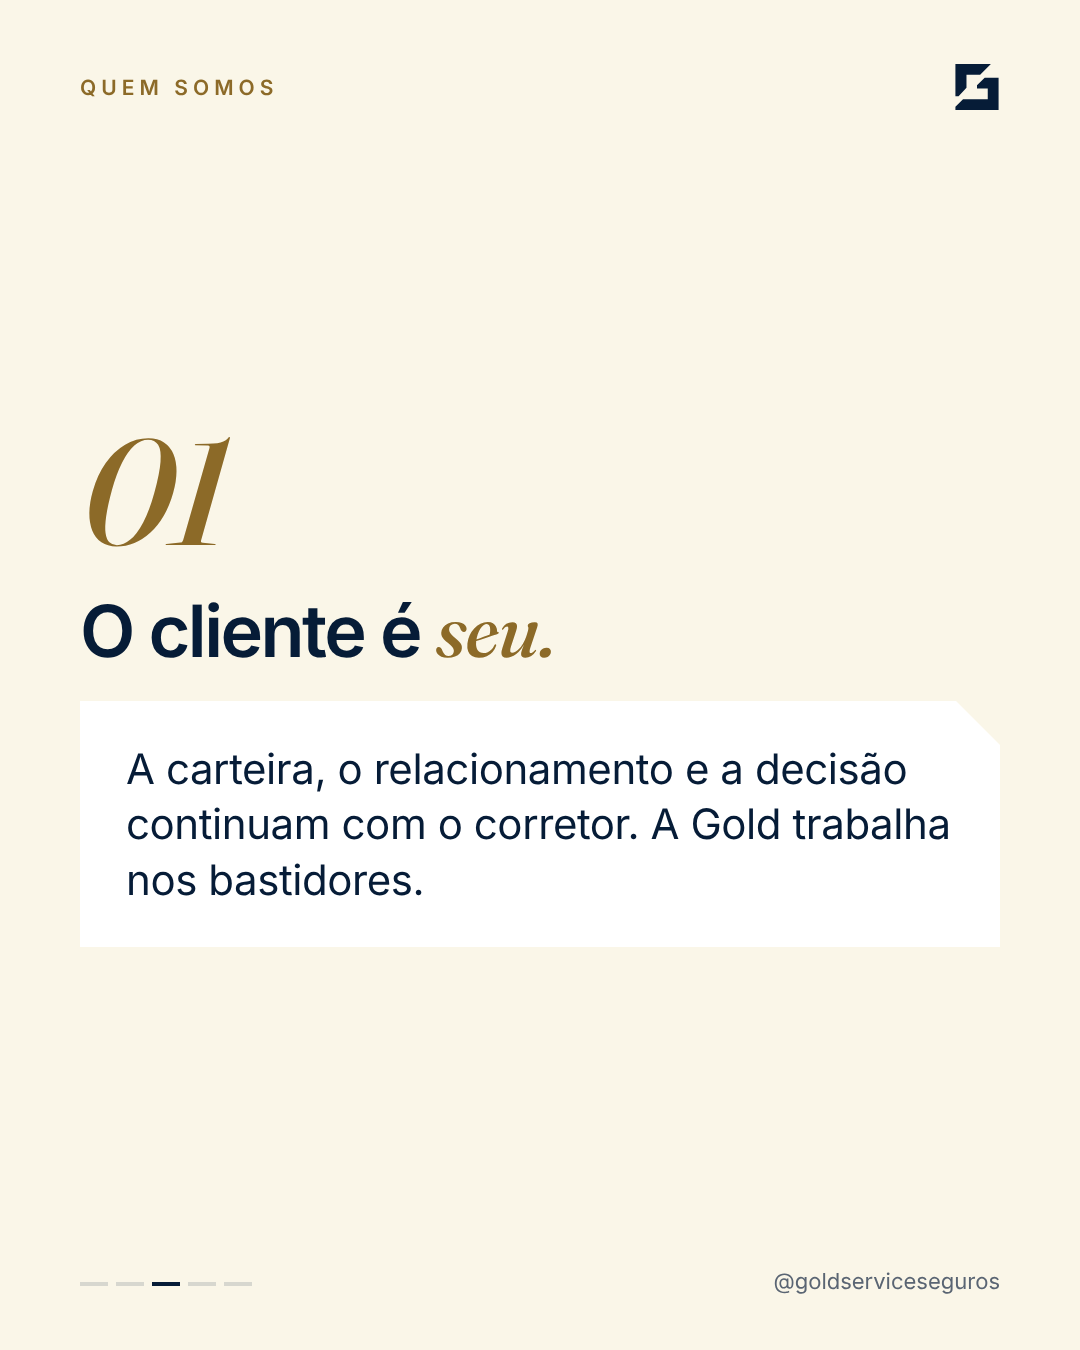 QUEM SOMOS
01
O cliente é seu.
A carteira, o relacionamento e a decisão
continuam com o corretor. A Gold trabalha
nos bastidores.
@goldserviceseguros